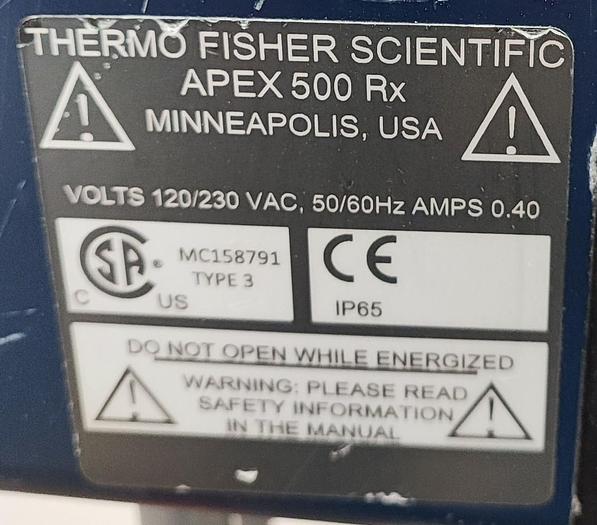 THERMO FISHER SCIENTIFIC
APEX 500 Rx
MINNEAPOLIS, USA
VOLTS 120/230 VAC, 50/60Hz AMPS 0.40
C SA® US
MC158791
TYPE 3
CE
IP65
DO NOT OPEN WHILE ENERGIZED
WARNING: PLEASE READ
SAFETY INFORMATION
IN THE MANUAL